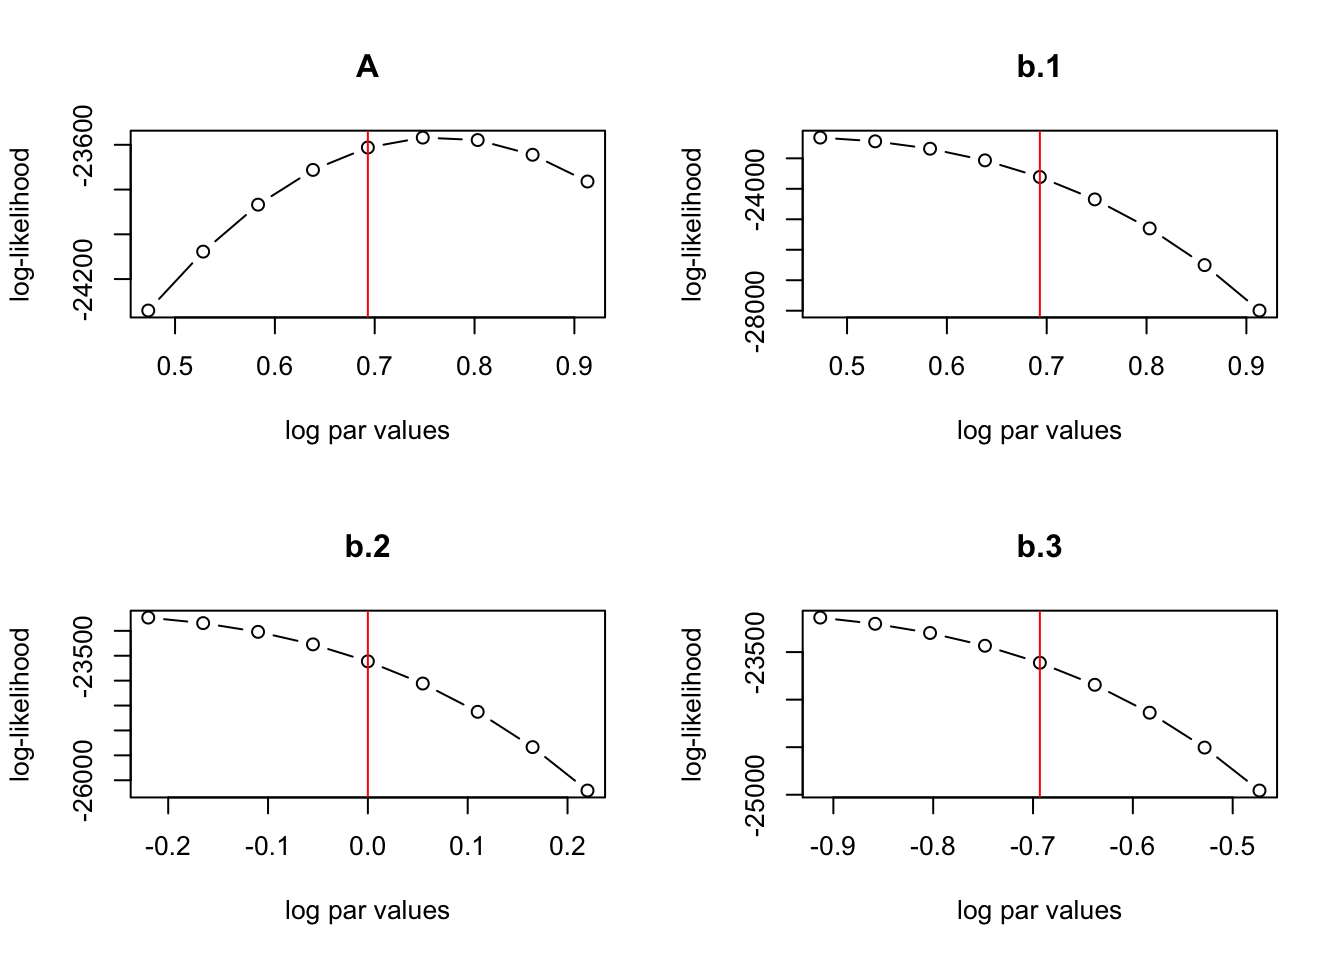 A
log-likelihood
-23600
-24200
0.5 0.6 0.7 0.8 0.9
log par values
b.1
log-likelihood
-24000
-28000
0.5 0.6 0.7 0.8 0.9
log par values
b.2
log-likelihood
-23500
-26000
-0.2 -0.1 0.0 0.1 0.2
log par values
b.3
log-likelihood
-23500
-25000
-0.9 -0.8 -0.7 -0.6 -0.5
log par values